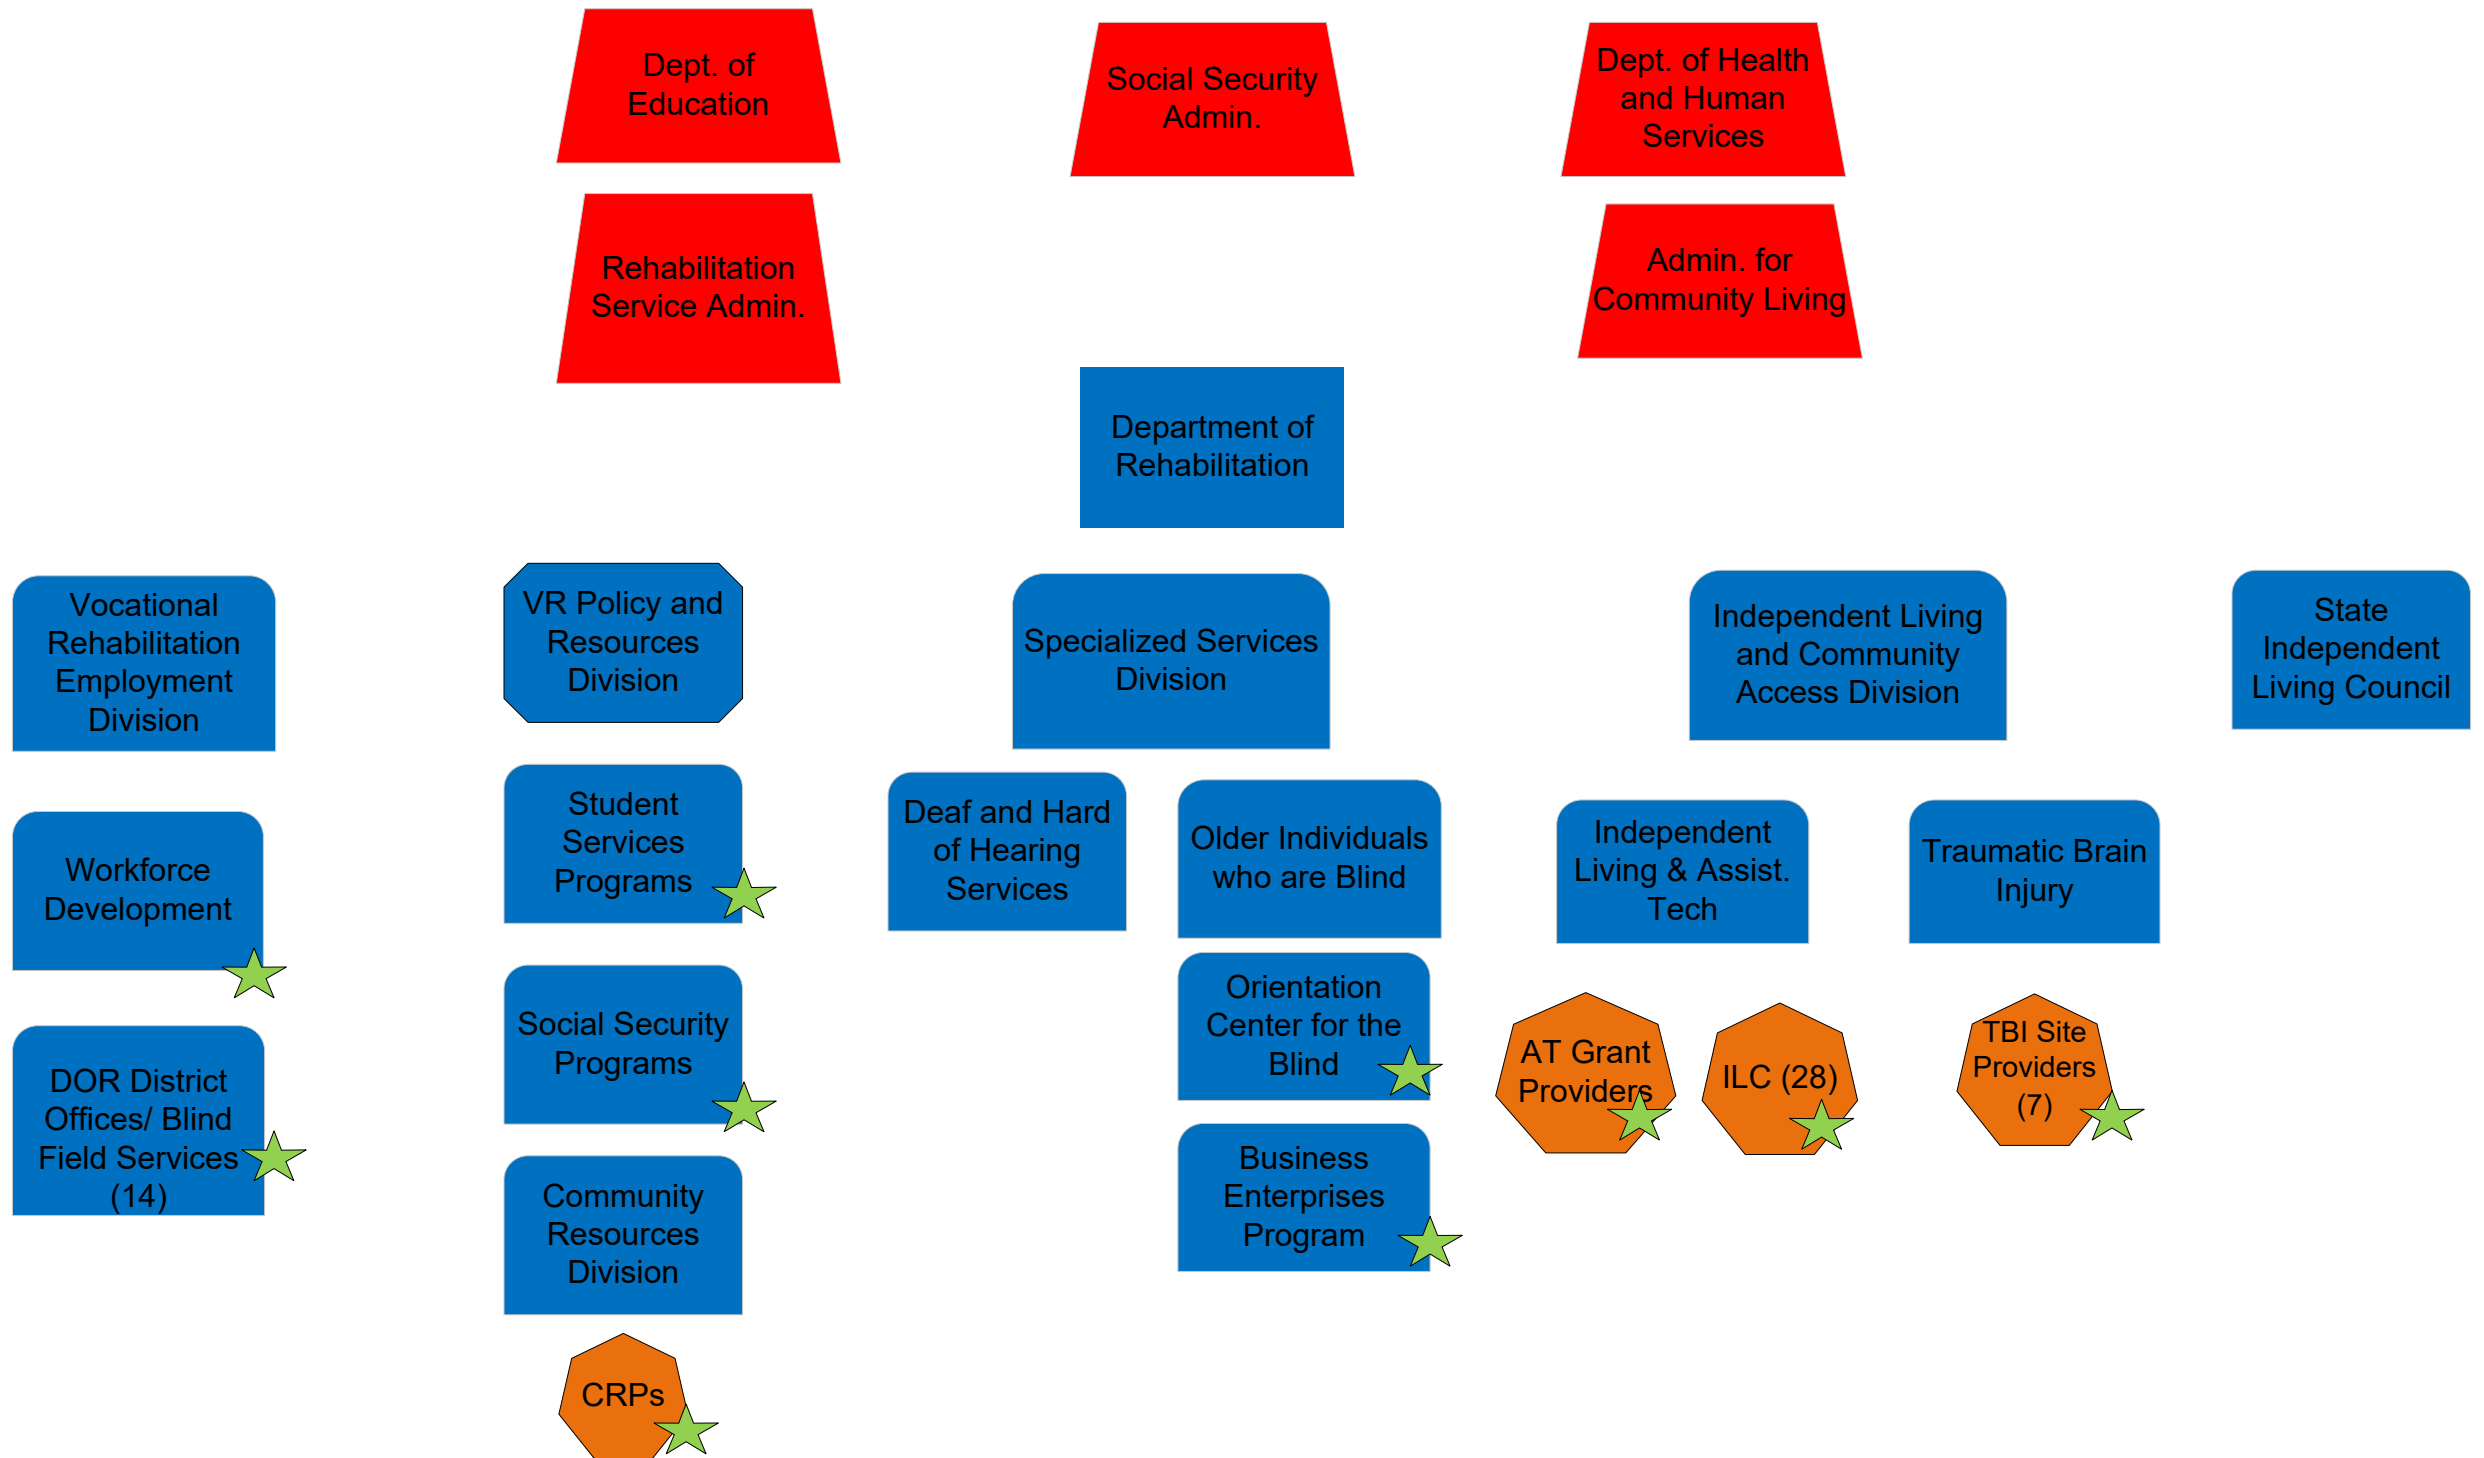 Dept. of
Education
Social Security
Admin.
Dept. of Health
and Human
Services
Rehabilitation
Service Admin.
Admin. for
Community Living
Department of
Rehabilitation
Vocational
Rehabilitation
Employment
Division
VR Policy and
Resources
Division
Specialized Services
Division
Independent Living
and Community
Access Division
State
Independent
Living Council
Workforce
Development
Student
Services
Programs
Deaf and Hard
of Hearing
Services
Older Individuals
who are Blind
Independent
Living & Assist.
Tech
Traumatic Brain
Injury
DOR District
Offices/ Blind
Field Services
(14)
Social Security
Programs
Orientation
Center for the
Blind
AT Grant
Providers
ILC (28)
TBI Site
Providers
(7)
Community
Resources
Division
Business
Enterprises
Program
CRPs